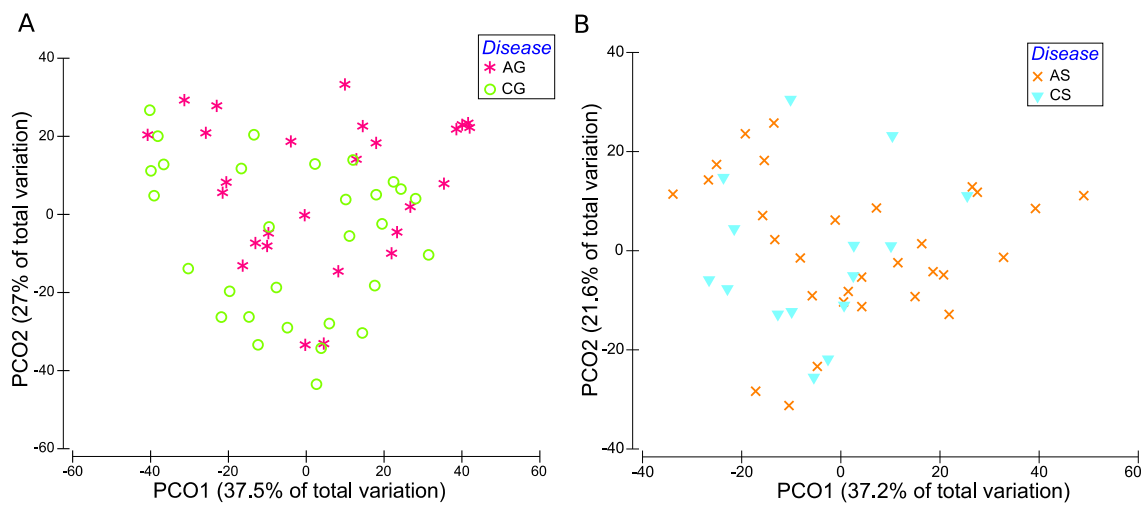 A
Disease
AG
CG
40
20
0
-20
-40
-60
PCO2 (27% of total variation)
-60 -40 -20 0 20 40 60
PCO1 (37.5% of total variation)
B
Disease
AS
CS
40
20
0
-20
-40
PCO2 (21.6% of total variation)
-20 0 20 40 60
PCO1 (37.2% of total variation)